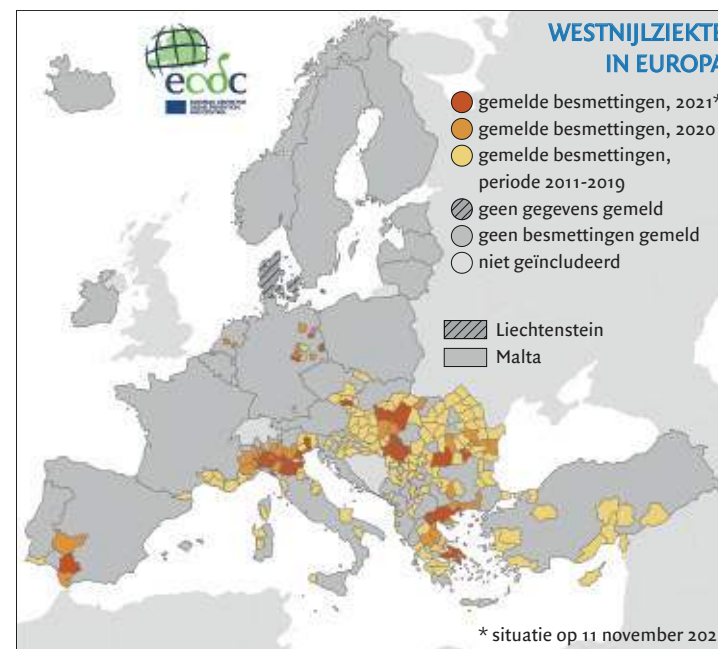 WESTNIJLZIEKTE
IN EUROPA
ecdc
gemelde besmettingen, 2021*
gemelde besmettingen, 2020
gemelde besmettingen,
periode 2011-2019
geen gegevens gemeld
geen besmettingen gemeld
niet geïncludeerd
Liechtenstein
Malta
* situatie op 11 november 202